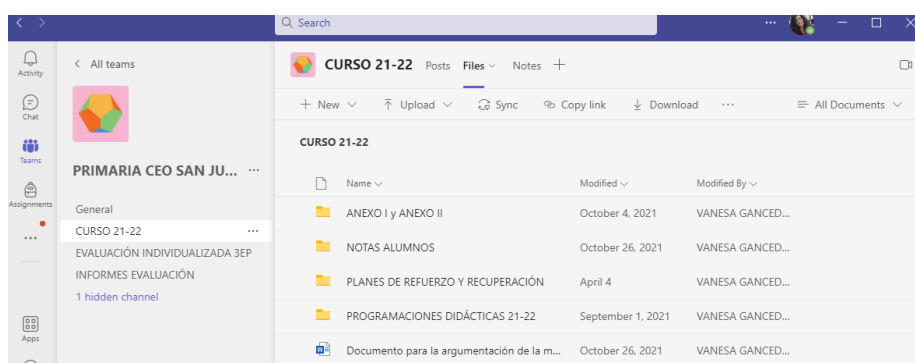 Search
Activity
Chat
Teams
Assignments
Apps
All teams
PRIMARIA CEO SAN JU... ...
General
CURSO 21-22 ...
EVALUACIÓN INDIVIDUALIZADA 3EP
INFORMES EVALUACIÓN
1 hidden channel
CURSO 21-22 Posts Files Notes +
+ New Upload Sync Copy link Download ... All Documents
CURSO 21-22
Name Modified Modified By
ANEXO I y ANEXO II October 4, 2021 VANESA GANCED...
NOTAS ALUMNOS October 26, 2021 VANESA GANCED...
PLANES DE REFUERZO Y RECUPERACIÓN April 4 VANESA GANCED...
PROGRAMACIONES DIDÁCTICAS 21-22 September 1, 2021 VANESA GANCED...
Documento para la argumentación de la m... October 26, 2021 VANESA GANCED...